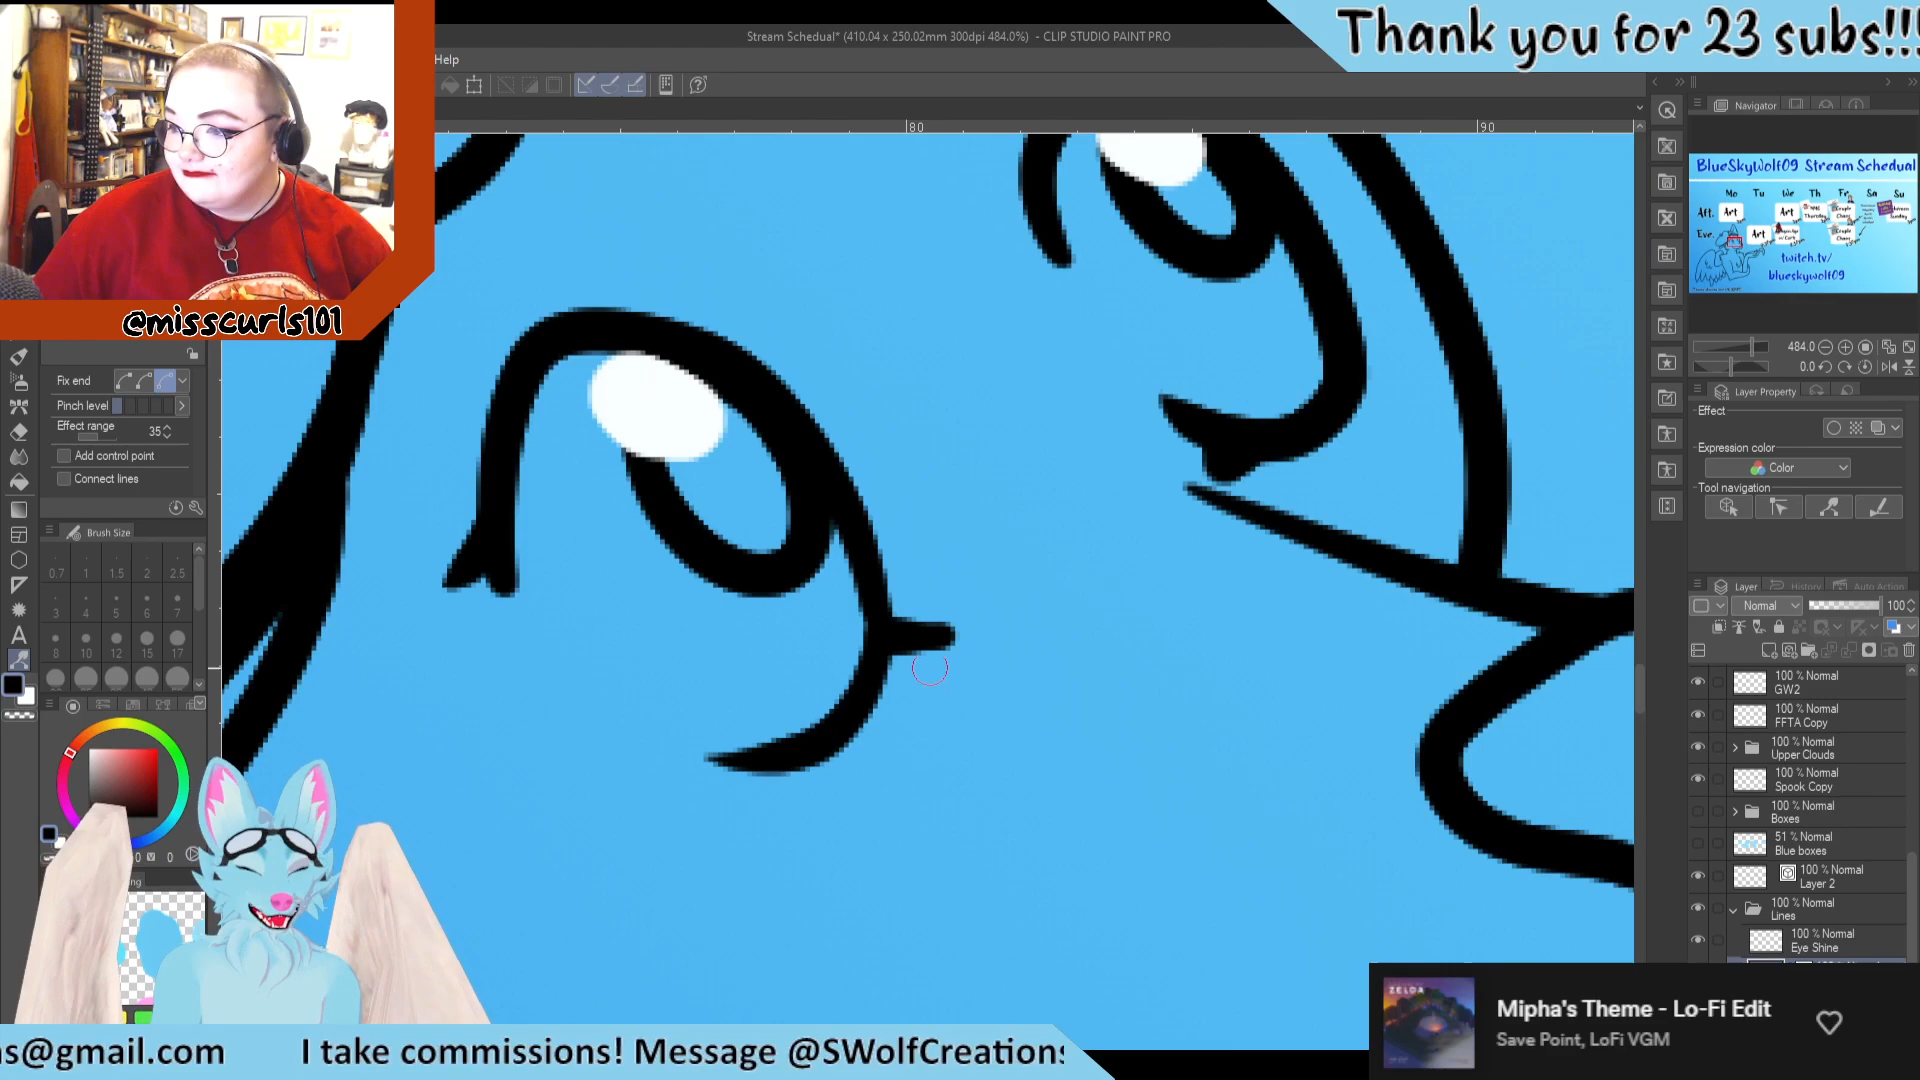 Thank you for 23 subs!!!
Stream Schedual* (410.04 x 250.02mm 300dpi 484.0%) - CLIP STUDIO PAINT PRO
Help
80
90
@misscurls101
Fix end
Pinch level
Effect range
35
Add control point
Connect lines
Brush Size
0.7 1 1.5 2 2.5
3 4 5 6 7
8 10 12 15 17
Navigator
BlueSkyWolf09 Stream Schedual
Mo Tu We Th Fr Sa Su
Aft.
Art
Art
Eve.
Art
twitch.tv/
blueskywolf09
484.0
0.0
Layer Property
Effect
Expression color
Color
Tool navigation
Layer
History
Auto Action
Normal
100
100 % Normal
GW2
100 % Normal
FFTA Copy
100 % Normal
Upper Clouds
100 % Normal
Spook Copy
100 % Normal
Boxes
51 % Normal
Blue boxes
100 % Normal
Layer 2
100 % Normal
Lines
100 % Normal
Eye Shine
ZELDA
Mipha's Theme - Lo-Fi Edit
Save Point, LoFi VGM
as@gmail.com
I take commissions! Message @SWolfCreations